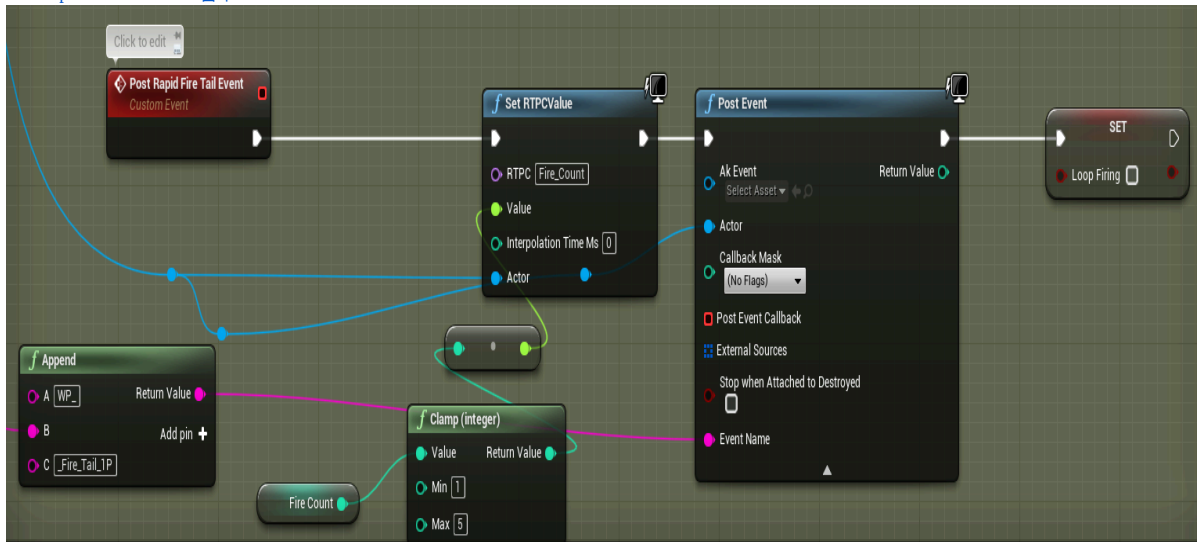 Click to edit
Post Rapid Fire Tail Event
Custom Event
f Set RTPCValue
RTPC Fire_Count
Value
Interpolation Time Ms 0
Actor
f Post Event
Ak Event
Select Asset
Return Value
Actor
Callback Mask
(No Flags)
Post Event Callback
External Sources
Stop when Attached to Destroyed
Event Name
SET
Loop Firing
f Append
A WP_
Return Value
B
Add pin +
C _Fire_Tail_1P
f Clamp (integer)
Value
Return Value
Min 1
Max 5
Fire Count